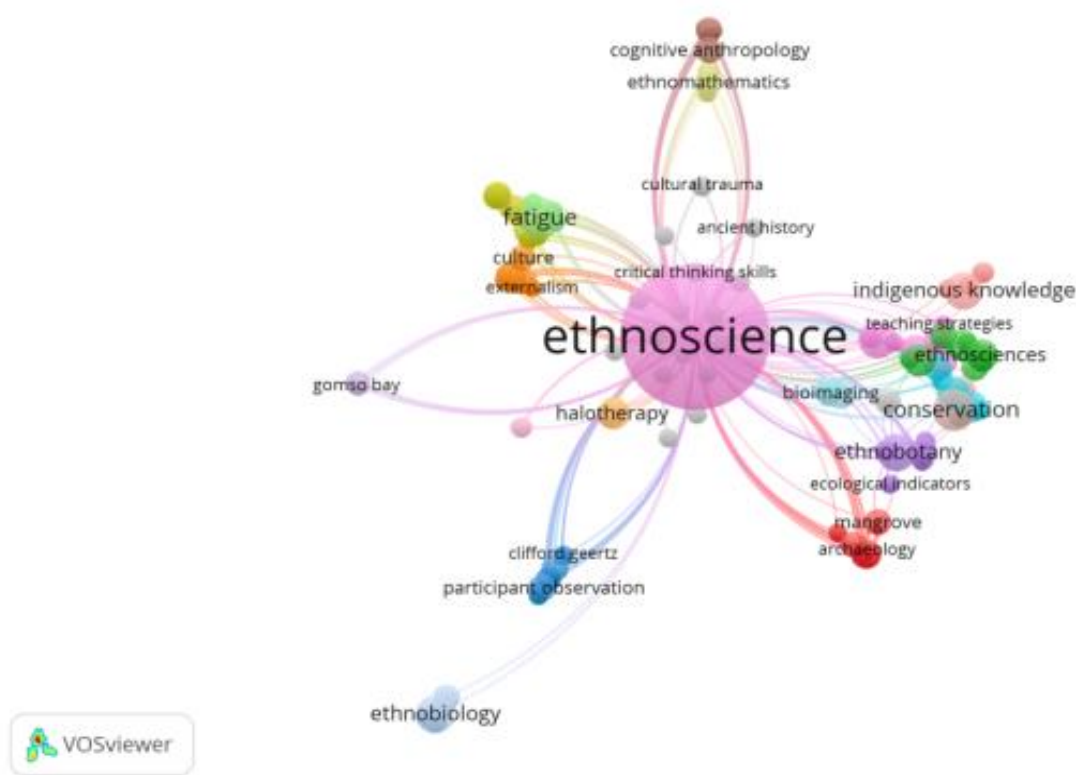 cognitive anthropology
ethnomathematics
cultural trauma
fatigue
ancient history
culture
critical thinking skills
externalism
indigenous knowledge
teaching strategies
ethnoscience
ethnosciences
gomso bay
bioimaging
halotherapy
conservation
ethnobotany
ecological indicators
mangrove
archaeology
clifford geertz
participant observation
ethnobiology
VOSviewer